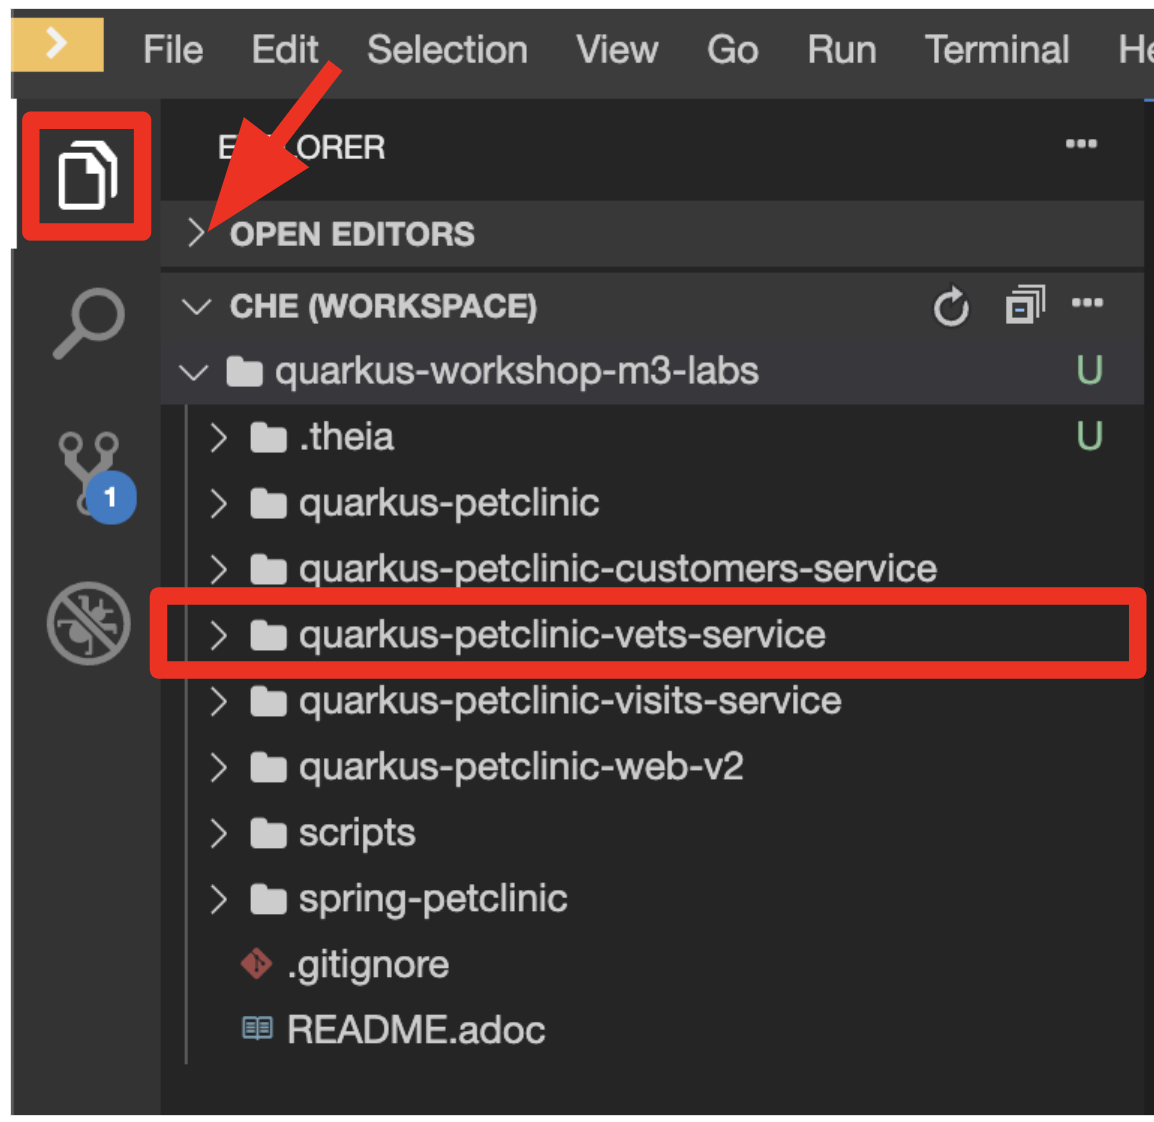 File Edit Selection View Go Run Terminal He
EXPLORER
OPEN EDITORS
CHE (WORKSPACE)
quarkus-workshop-m3-labs U
.theia U
quarkus-petclinic
1
quarkus-petclinic-customers-service
quarkus-petclinic-vets-service
quarkus-petclinic-visits-service
quarkus-petclinic-web-v2
scripts
spring-petclinic
.gitignore
README.adoc